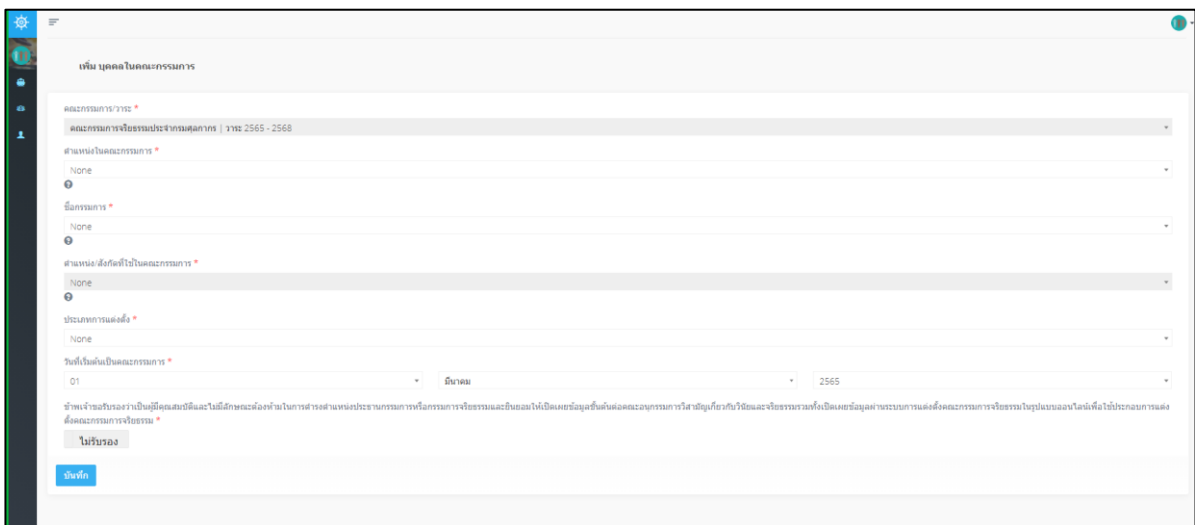 เพิ่ม บุคคลในคณะกรรมการ
คณะกรรมการ/วาระ *
คณะกรรมการจริยธรรมประจำกรมศุลกากร | วาระ 2565 - 2568
ตำแหน่งในคณะกรรมการ *
None
ชื่อกรรมการ *
None
ตำแหน่ง/สังกัดที่ใช้ในคณะกรรมการ *
None
ประเภทการแต่งตั้ง *
None
วันที่เริ่มต้นเป็นคณะกรรมการ *
01 มีนาคม 2565
ข้าพเจ้าขอรับรองว่าเป็นผู้มีคุณสมบัติและไม่มีลักษณะต้องห้ามในการดำรงตำแหน่งประธานกรรมการหรือกรรมการจริยธรรมและยินยอมให้เปิดเผยข้อมูลขั้นต้นต่อคณะอนุกรรมการวิสามัญเกี่ยวกับวินัยและจริยธรรมรวมทั้งเปิดเผยข้อมูลผ่านระบบการแต่งตั้งคณะกรรมการจริยธรรมในรูปแบบออนไลน์เพื่อใช้ประกอบการแต่ง
ตั้งคณะกรรมการจริยธรรม *
ไม่รับรอง
บันทึก